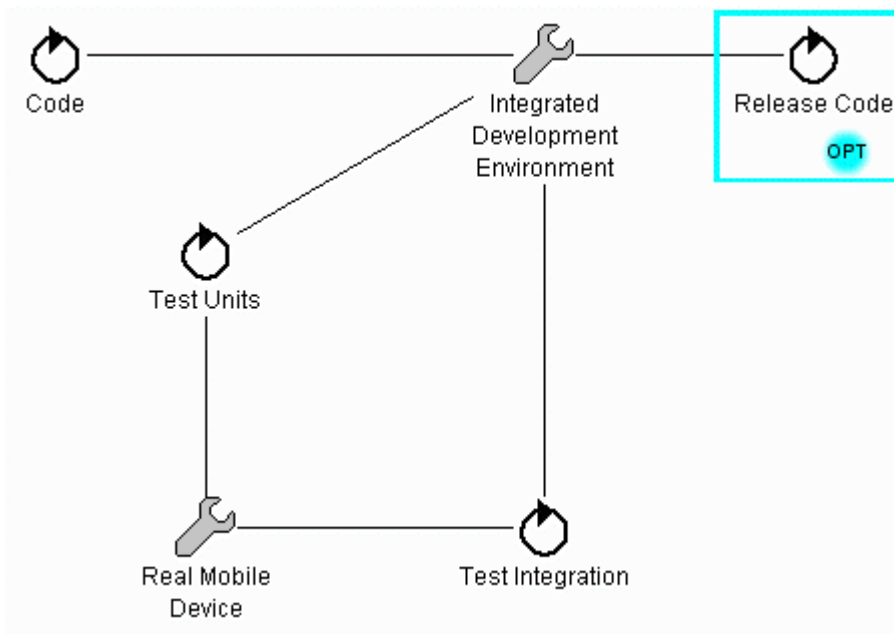 Code
Integrated
Development
Environment
Release Code
OPT
Test Units
Real Mobile
Device
Test Integration